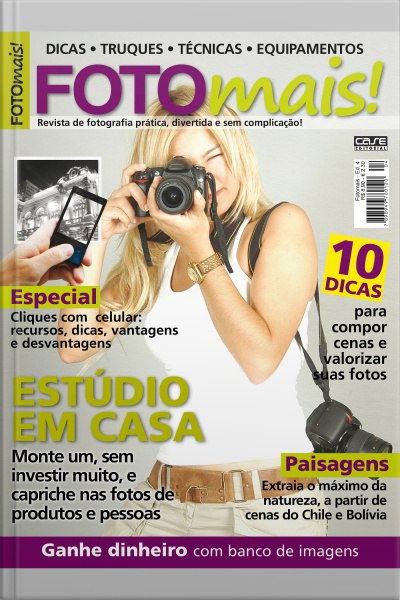 FOTOmais!
DICAS • TRUQUES • TÉCNICAS • EQUIPAMENTOS
FOTOmais!
Revista de fotografia prática, divertida e sem complicação!
CASE
EDITORIAL
Fotomais - Ed. 4
Especial
Cliques com celular:
recursos, dicas, vantagens
e desvantagens
10
DICAS
para
compor
cenas e
valorizar
suas fotos
ESTÚDIO
EM CASA
Monte um, sem
investir muito, e
capriche nas fotos de
produtos e pessoas
Paisagens
Extraia o máximo da
natureza, a partir de
cenas do Chile e Bolívia
Ganhe dinheiro com banco de imagens